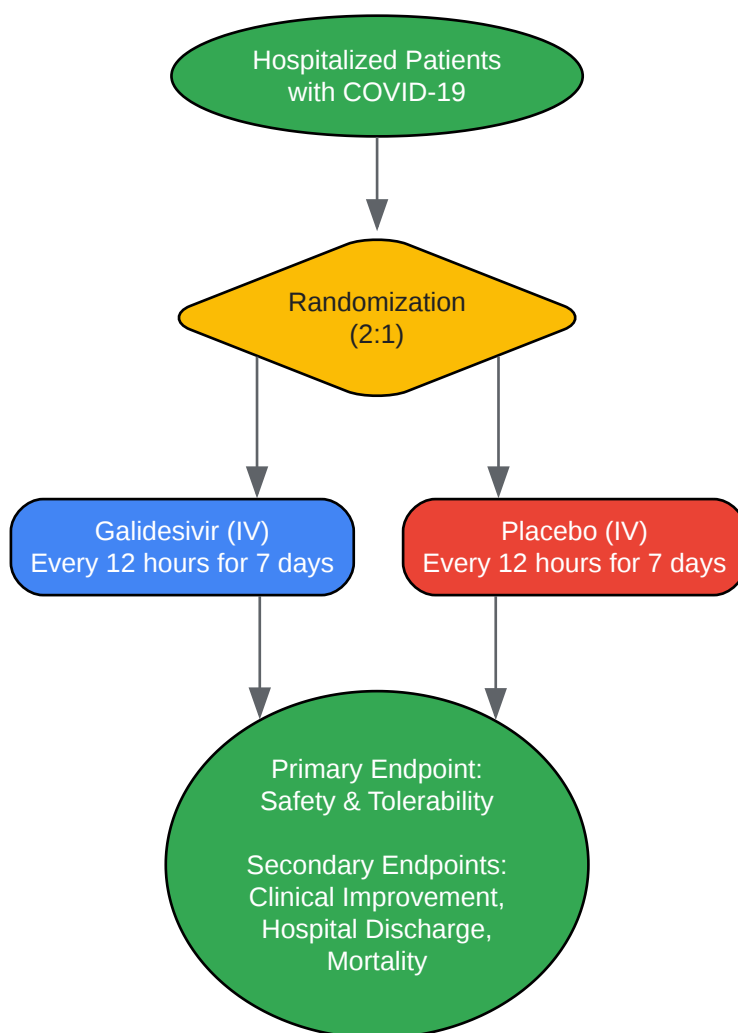 Hospitalized Patients
with COVID-19
Randomization
(2:1)
Galidesivir (IV)
Every 12 hours for 7 days
Placebo (IV)
Every 12 hours for 7 days
Primary Endpoint:
Safety & Tolerability
Secondary Endpoints:
Clinical Improvement,
Hospital Discharge,
Mortality